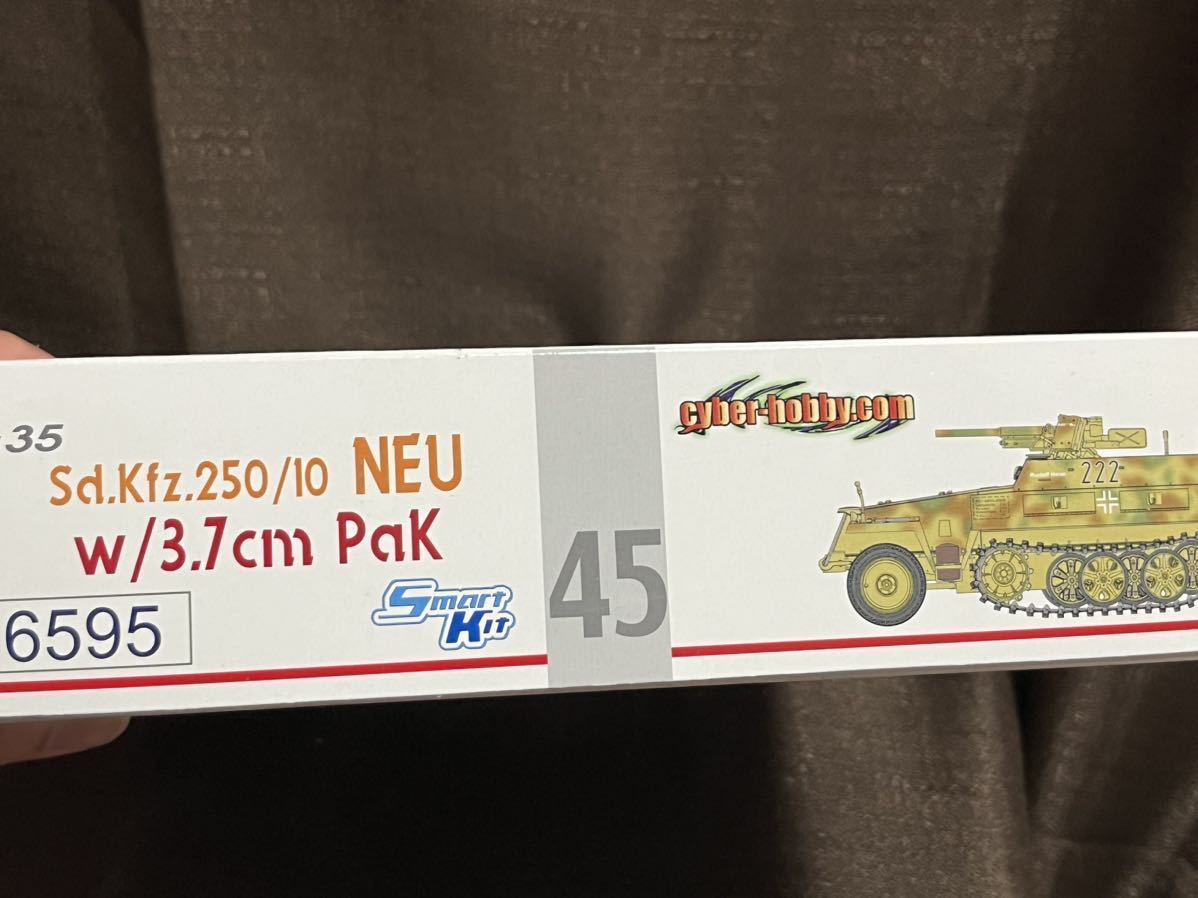 35
Sd.Kfz.250/10 NEU
w/3.7cm PaK
Smart Kit
6595
45
cyber-hobby.com
222